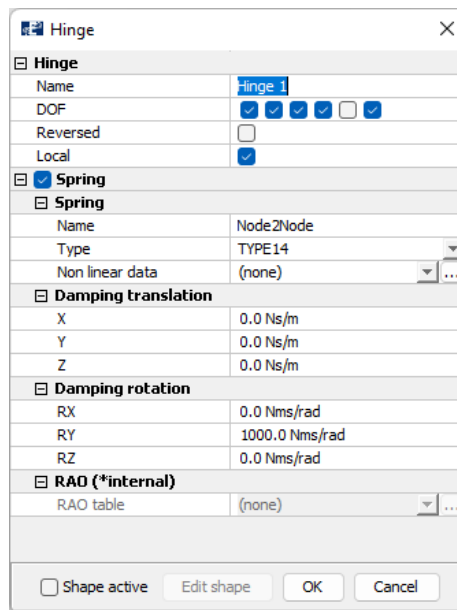 Hinge
Hinge
Name Hinge 1
DOF
Reversed
Local
Spring
Spring
Name Node2Node
Type TYPE14
Non linear data (none) ...
Damping translation
X 0.0 Ns/m
Y 0.0 Ns/m
Z 0.0 Ns/m
Damping rotation
RX 0.0 Nms/rad
RY 1000.0 Nms/rad
RZ 0.0 Nms/rad
RAO (*internal)
RAO table (none) ...
Shape active Edit shape OK Cancel